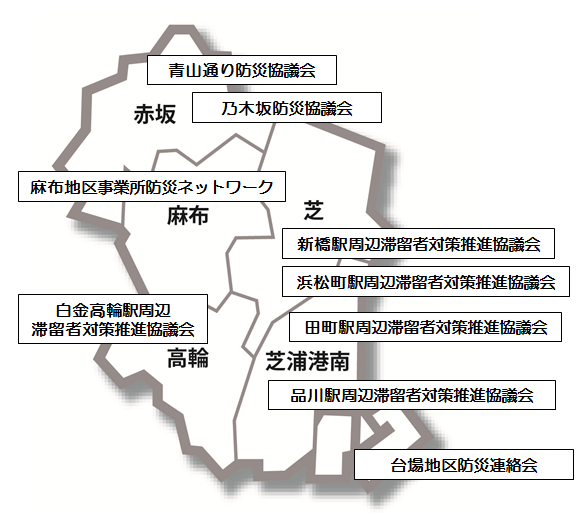 青山通り防災協議会
乃木坂防災協議会
赤坂
麻布地区事業所防災ネットワーク
麻布
芝
新橋駅周辺滞留者対策推進協議会
浜松町駅周辺滞留者対策推進協議会
白金高輪駅周辺
滞留者対策推進協議会
田町駅周辺滞留者対策推進協議会
高輪
芝浦港南
品川駅周辺滞留者対策推進協議会
台場地区防災連絡会